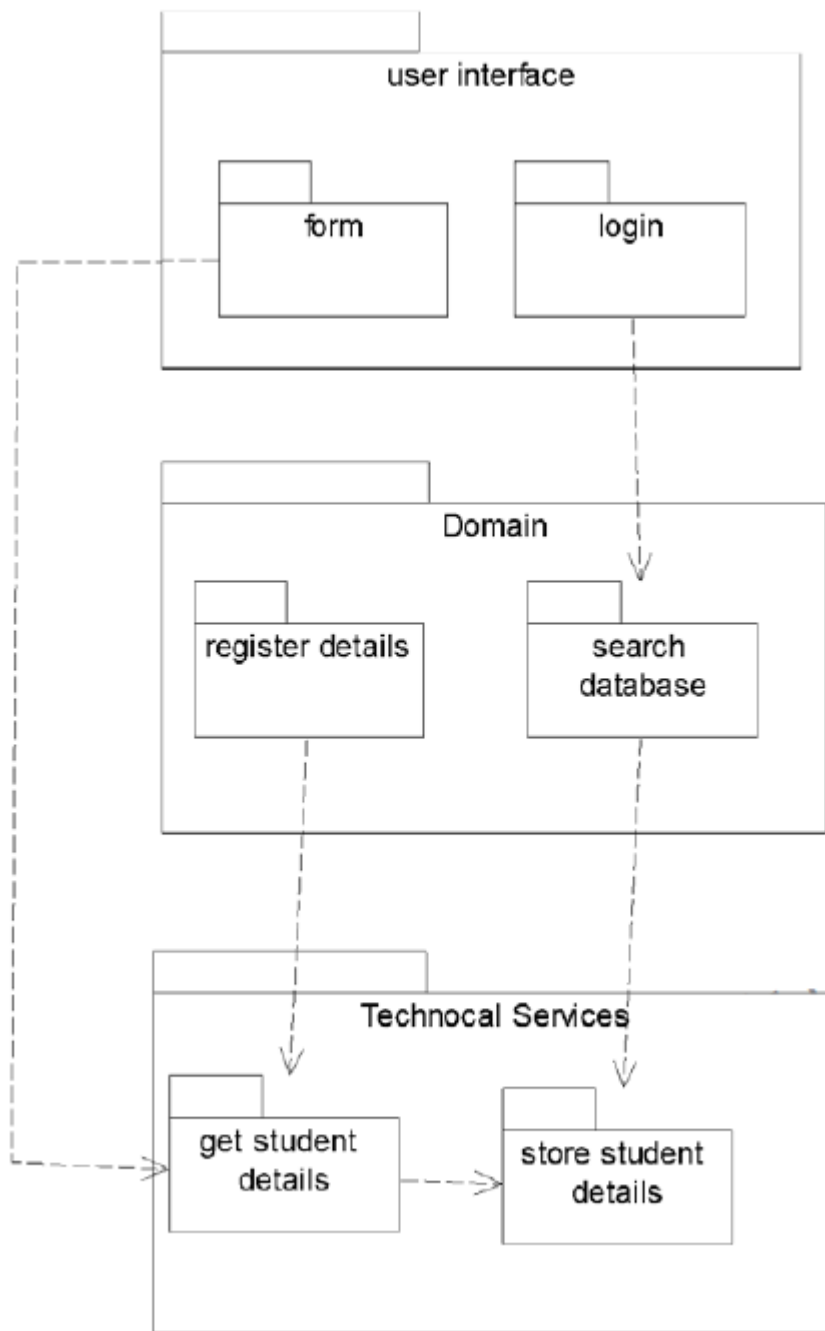 user interface
form
login
Domain
register details
search
database
Technocal Services
get student
details
store student
details